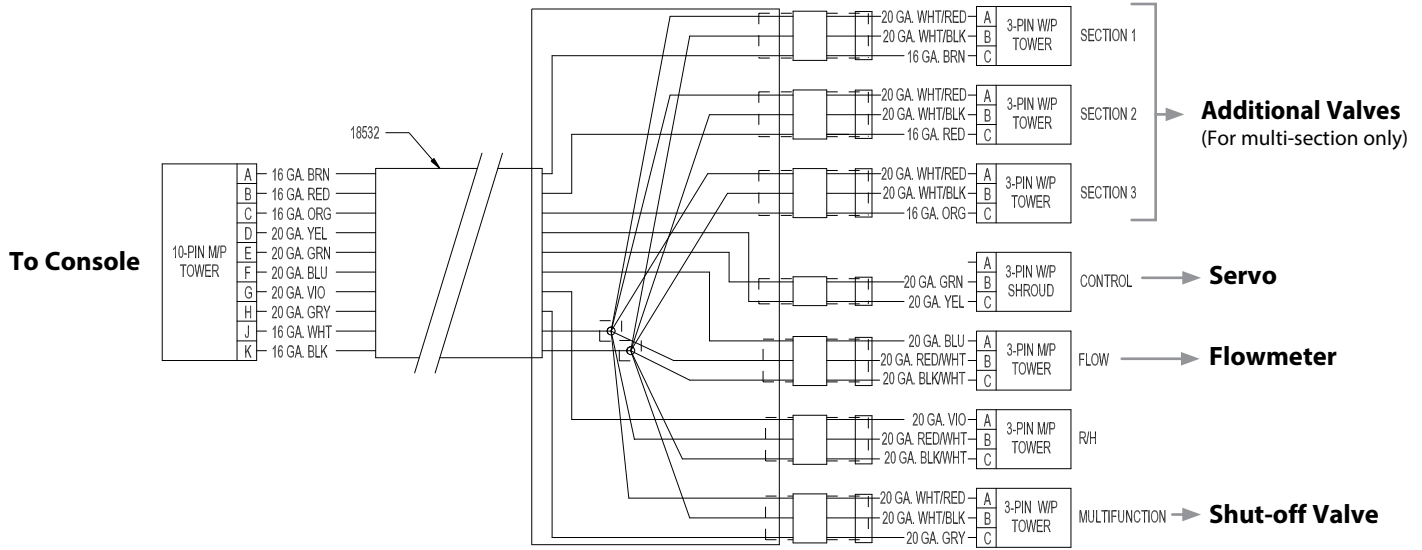 18532
To Console
10-PIN M/P
TOWER
A 16 GA. BRN
B 16 GA. RED
C 16 GA. ORG
D 20 GA. YEL
E 20 GA. GRN
F 20 GA. BLU
G 20 GA. VIO
H 20 GA. GRY
J 16 GA. WHT
K 16 GA. BLK
20 GA. WHT/RED A
20 GA. WHT/BLK B
16 GA. BRN C
3-PIN W/P
TOWER
SECTION 1
20 GA. WHT/RED A
20 GA. WHT/BLK B
16 GA. RED C
3-PIN W/P
TOWER
SECTION 2
20 GA. WHT/RED A
20 GA. WHT/BLK B
16 GA. ORG C
3-PIN W/P
TOWER
SECTION 3
Additional Valves
(For multi-section only)
A
20 GA. GRN B
20 GA. YEL C
3-PIN W/P
SHROUD
CONTROL
Servo
20 GA. BLU A
20 GA. RED/WHT B
20 GA. BLK/WHT C
3-PIN M/P
TOWER
FLOW
Flowmeter
20 GA. VIO A
20 GA. RED/WHT B
20 GA. BLK/WHT C
3-PIN M/P
TOWER
R/H
20 GA. WHT/RED A
20 GA. WHT/BLK B
20 GA. GRY C
3-PIN W/P
TOWER
MULTIFUNCTION
Shut-off Valve